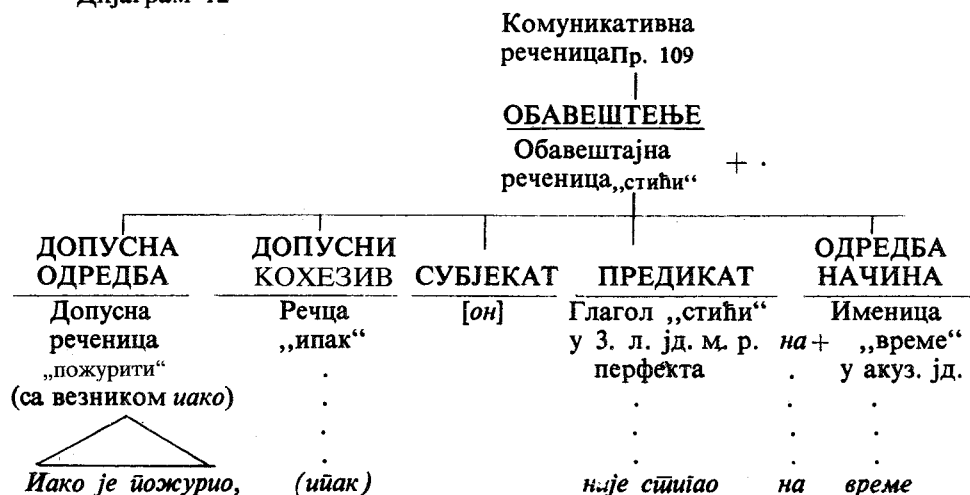 Дијаграм 12
Комуникативна
реченицаПр. 109
ОБАВЕШТЕЊЕ
Обавештајна + .
реченица„стићи“
ДОПУСНА ДОПУСНИ ОДРЕДБА
ОДРЕДБА КОХЕЗИВ СУБЈЕКАТ ПРЕДИКАТ НАЧИНА
Допусна Речца [он] Глагол „стићи“ Именица
реченица „ипак“ у 3. л. јд. м. р. на+ „време“
„пожурити“ перфекта у акуз. јд.
(са везником иако)
Иако је пожурио, (ипак) није стигао на време